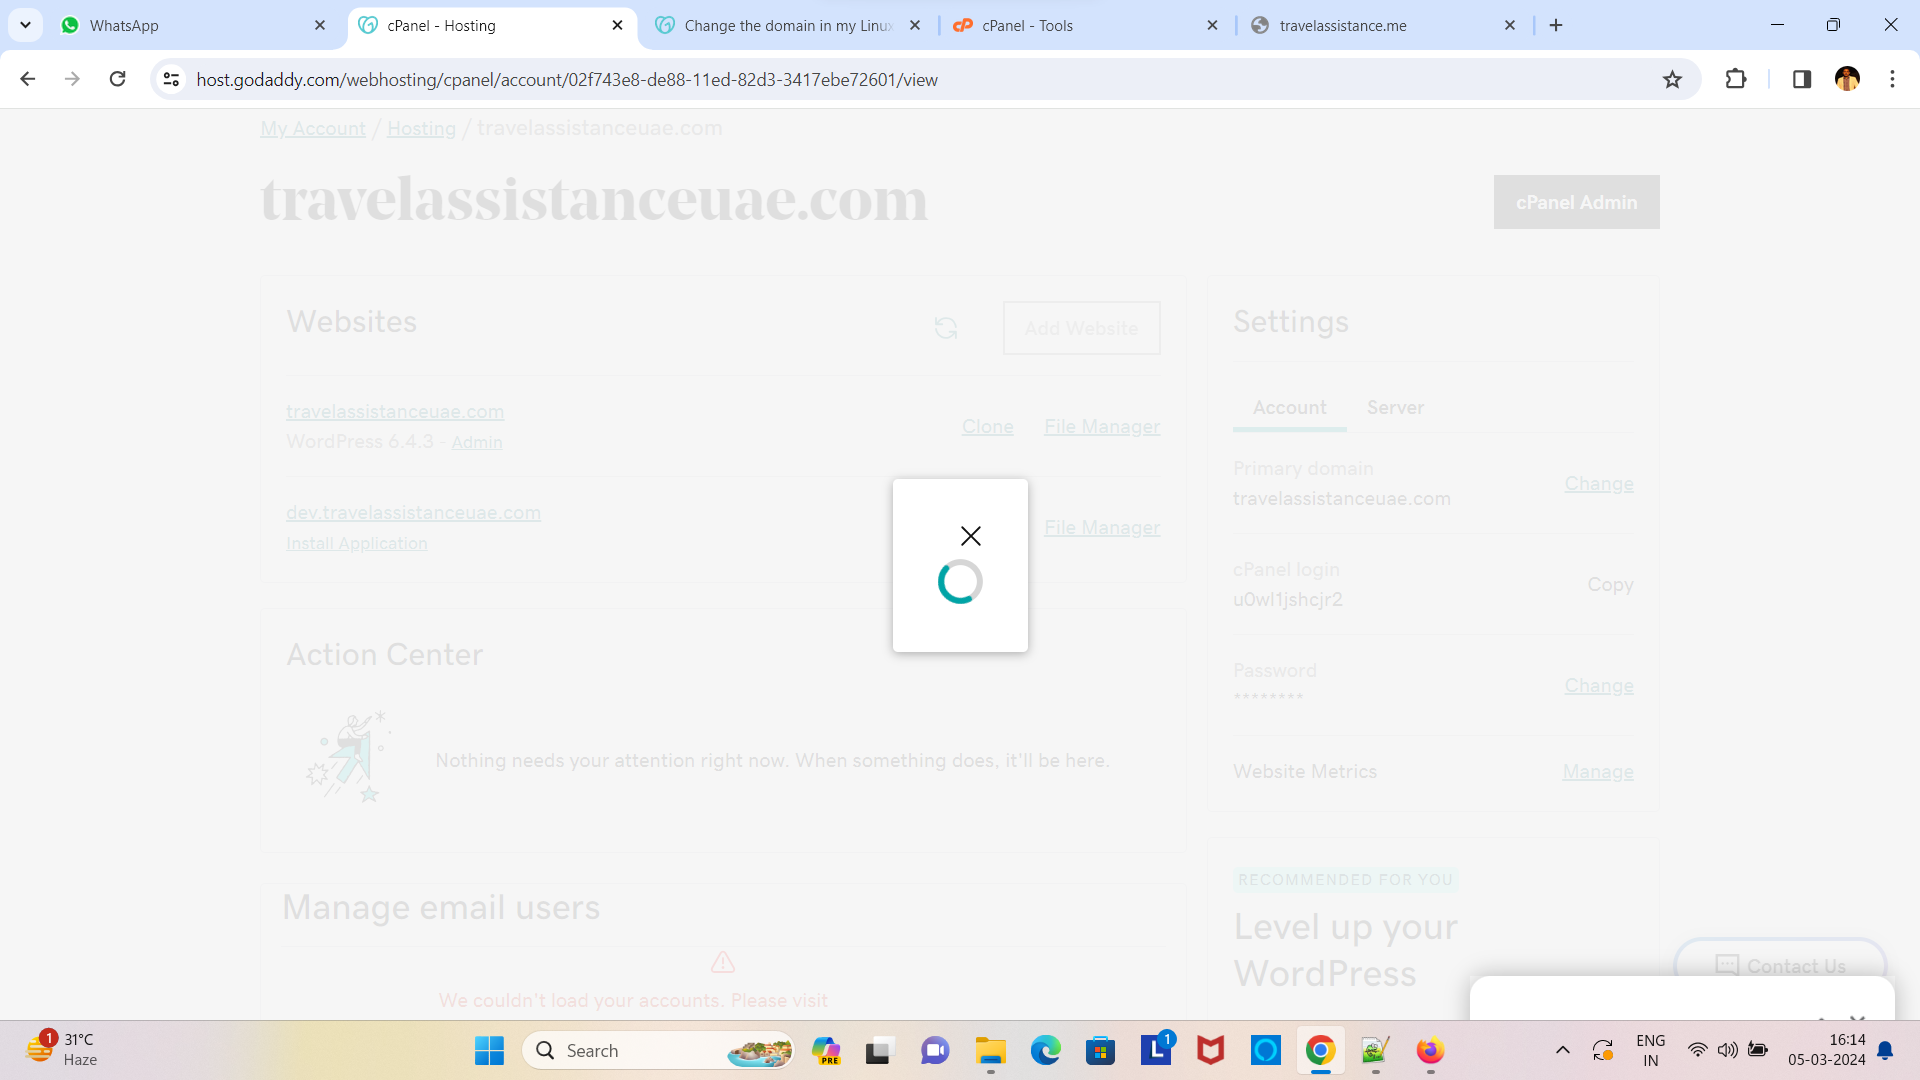 WhatsApp
cPanel - Hosting
Change the domain in my Linux
cP cPanel - Tools
travelassistance.me
host.godaddy.com/webhosting/cpanel/account/02f743e8-de88-11ed-82d3-3417ebe72601/view
My Account / Hosting / travelassistanceuae.com
travelassistanceuae.com
cPanel Admin
Websites
Add Website
travelassistanceuae.com
WordPress 6.4.3 - Admin
Clone
File Manager
dev.travelassistanceuae.com
Install Application
File Manager
Action Center
Nothing needs your attention right now. When something does, it'll be here.
Manage email users
We couldn't load your accounts. Please visit
Settings
Account
Server
Primary domain
travelassistanceuae.com
Change
cPanel login
u0wl1jshcjr2
Copy
Password
********
Change
Website Metrics
Manage
RECOMMENDED FOR YOU
Level up your
WordPress
Contact Us
1
31°C
Haze
Search
PRE
L
1
ENG
IN
16:14
05-03-2024